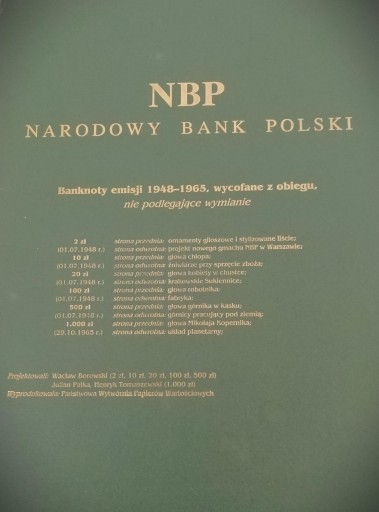 NBP
NARODOWY BANK POLSKI
Banknoty emisji 1948–1965, wycofane z obiegu,
nie podlegające wymianie
2 zł strona przednia: ornamenty giloszowe i stylizowane liście;
(01.07.1948 r.) strona odwrotna: projekt nowego gmachu NBP w Warszawie;
10 zł strona przednia: głowa chłopa;
(01.07.1948 r.) strona odwrotna: żniwiarze przy sprzęcie zboża;
20 zł strona przednia: głowa kobiety w chustce;
(01.07.1948 r.) strona odwrotna: krakowskie Sukiennice;
100 zł strona przednia: głowa robotnika;
(01.07.1948 r.) strona odwrotna: fabryka;
500 zł strona przednia: głowa górnika w kasku;
(01.07.1948 r.) strona odwrotna: górnicy pracujący pod ziemią;
1.000 zł strona przednia: głowa Mikołaja Kopernika;
(29.10.1965 r.) strona odwrotna: układ planetarny;
Projektowali: Wacław Borowski (2 zł, 10 zł, 20 zł, 100 zł, 500 zł)
Julian Pałka, Henryk Tomaszewski (1.000 zł)
Wyprodukowała: Państwowa Wytwórnia Papierów Wartościowych